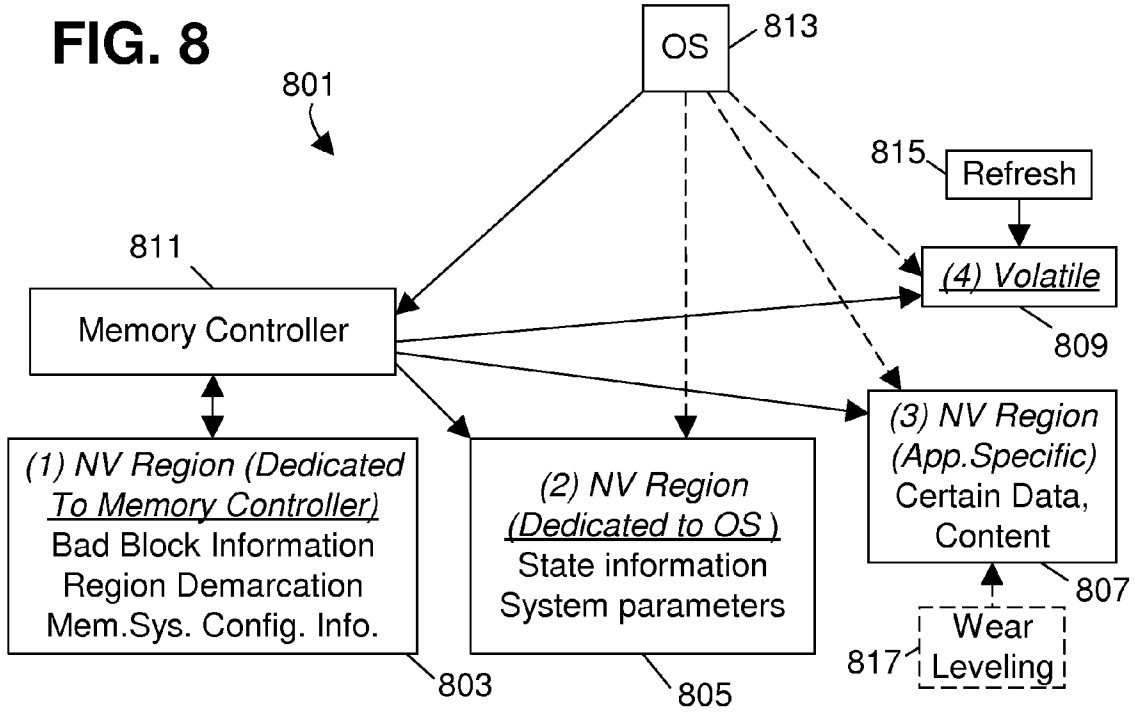 FIG. 8
OS
813
801
815
Refresh
811
(4) Volatile
Memory Controller
809
(1) NV Region (Dedicated
To Memory Controller)
Bad Block Information
Region Demarcation
Mem.Sys. Config. Info.
803
(2) NV Region
(Dedicated to OS )
State information
System parameters
805
(3) NV Region
(App.Specific)
Certain Data,
Content
807
817
Wear
Leveling